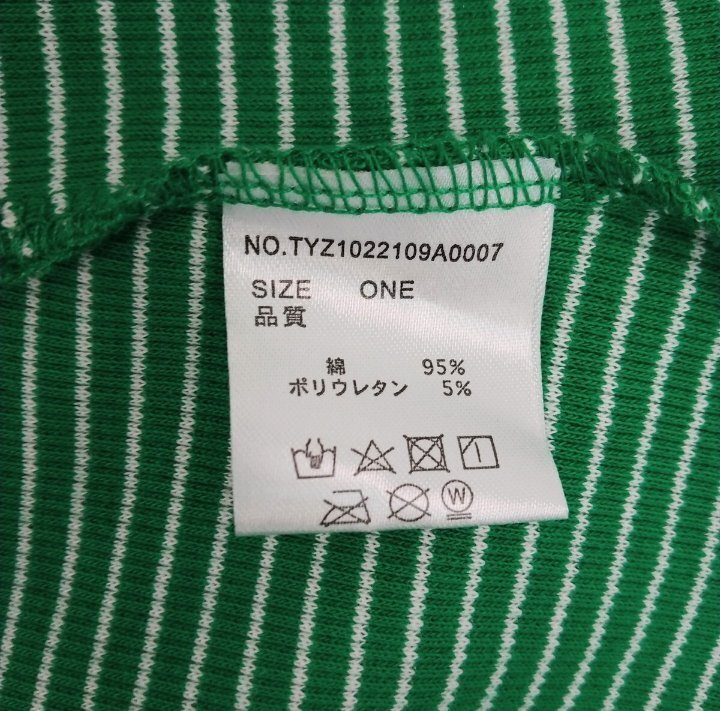 NO.TYZ1022109A0007
SIZE ONE
品質
綿 95%
ポリウレタン 5%
W